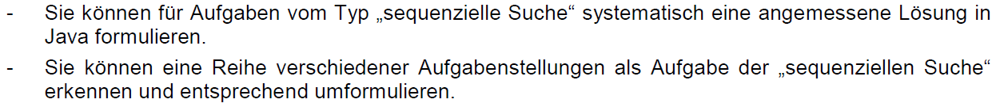 - Sie können für Aufgaben vom Typ „sequenzielle Suche“ systematisch eine angemessene Lösung in
Java formulieren.
- Sie können eine Reihe verschiedener Aufgabenstellungen als Aufgabe der „sequenziellen Suche“
erkennen und entsprechend umformulieren.